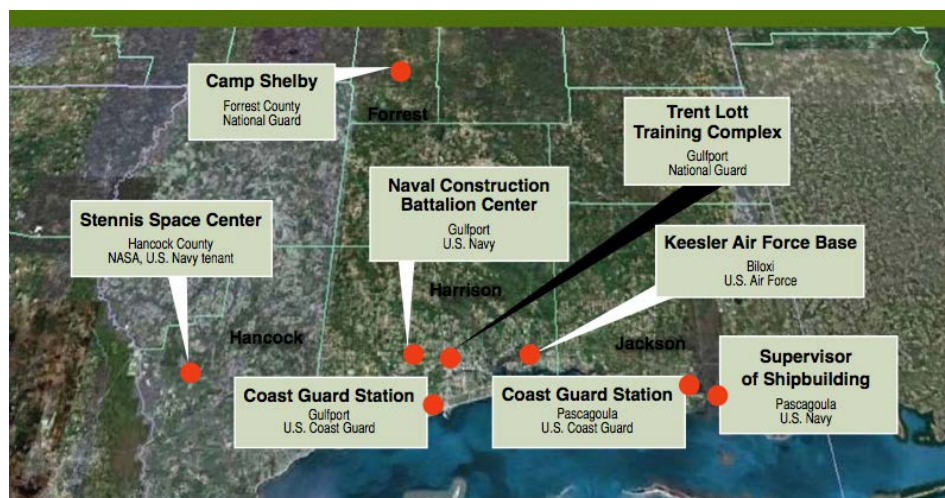 Camp Shelby
Forrest County
National Guard
Forrest
Trent Lott
Training Complex
Gulfport
National Guard
Naval Construction
Battalion Center
Gulfport
U.S. Navy
Stennis Space Center
Hancock County
NASA, U.S. Navy tenant
Keesler Air Force Base
Biloxi
U.S. Air Force
Harrison
Hancock
Jackson
Coast Guard Station
Gulfport
U.S. Coast Guard
Coast Guard Station
Pascagoula
U.S. Coast Guard
Supervisor
of Shipbuilding
Pascagoula
U.S. Navy